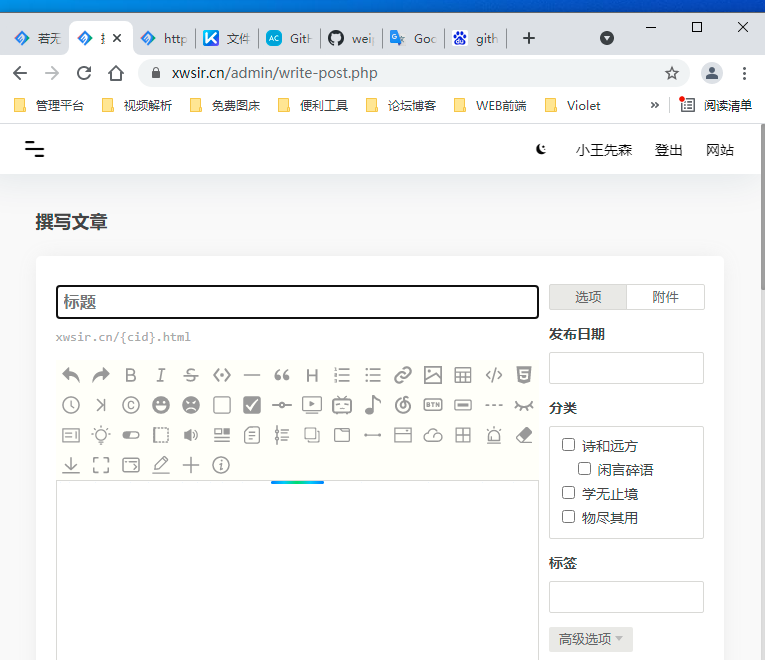 若无
http
文件
AC Gitl
wei
Goc
gith
xwsir.cn/admin/write-post.php
管理平台 视频解析 免费图床 便利工具 论坛博客 WEB前端 Violet » 阅读清单
小王先森 登出 网站
撰写文章
标题
xwsir.cn/{cid}.html
B I S H
BTN
选项 附件
发布日期
分类
诗和远方
闲言碎语
学无止境
物尽其用
标签
高级选项